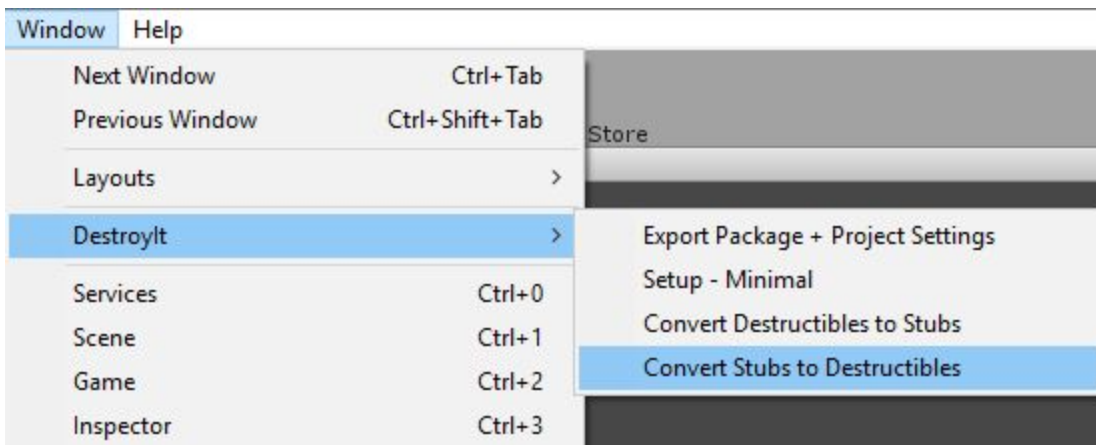 Window Help
Next Window Ctrl+Tab
Previous Window Ctrl+Shift+Tab
Store
Layouts >
DestroyIt >
Export Package + Project Settings
Setup - Minimal
Services Ctrl+0
Convert Destructibles to Stubs
Scene Ctrl+1
Convert Stubs to Destructibles
Game Ctrl+2
Inspector Ctrl+3